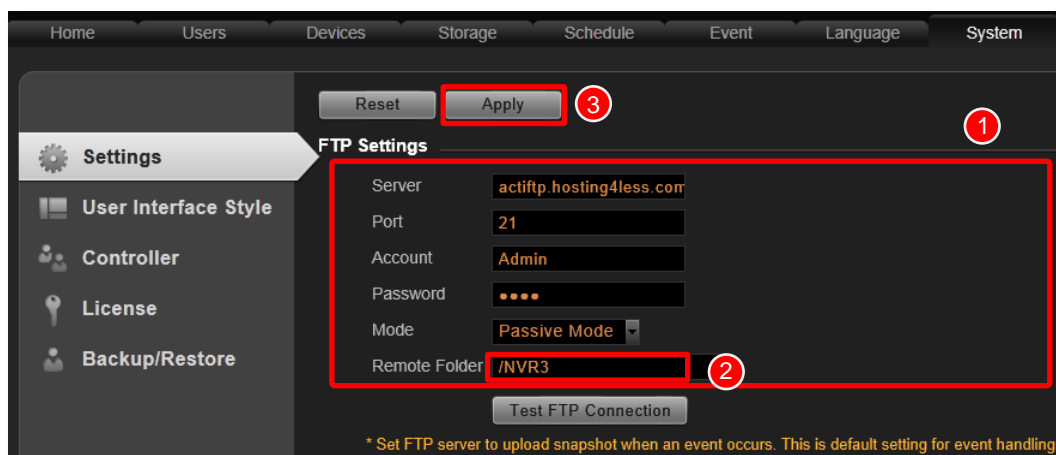 Home Users Devices Storage Schedule Event Language System
Reset Apply 3
1
FTP Settings
Settings
Server actiftp.hosting4less.com
User Interface Style
Port 21
Controller
Account Admin
License
Password ••••
Backup/Restore
Mode Passive Mode
Remote Folder /NVR3 2
Test FTP Connection
* Set FTP server to upload snapshot when an event occurs. This is default setting for event handling